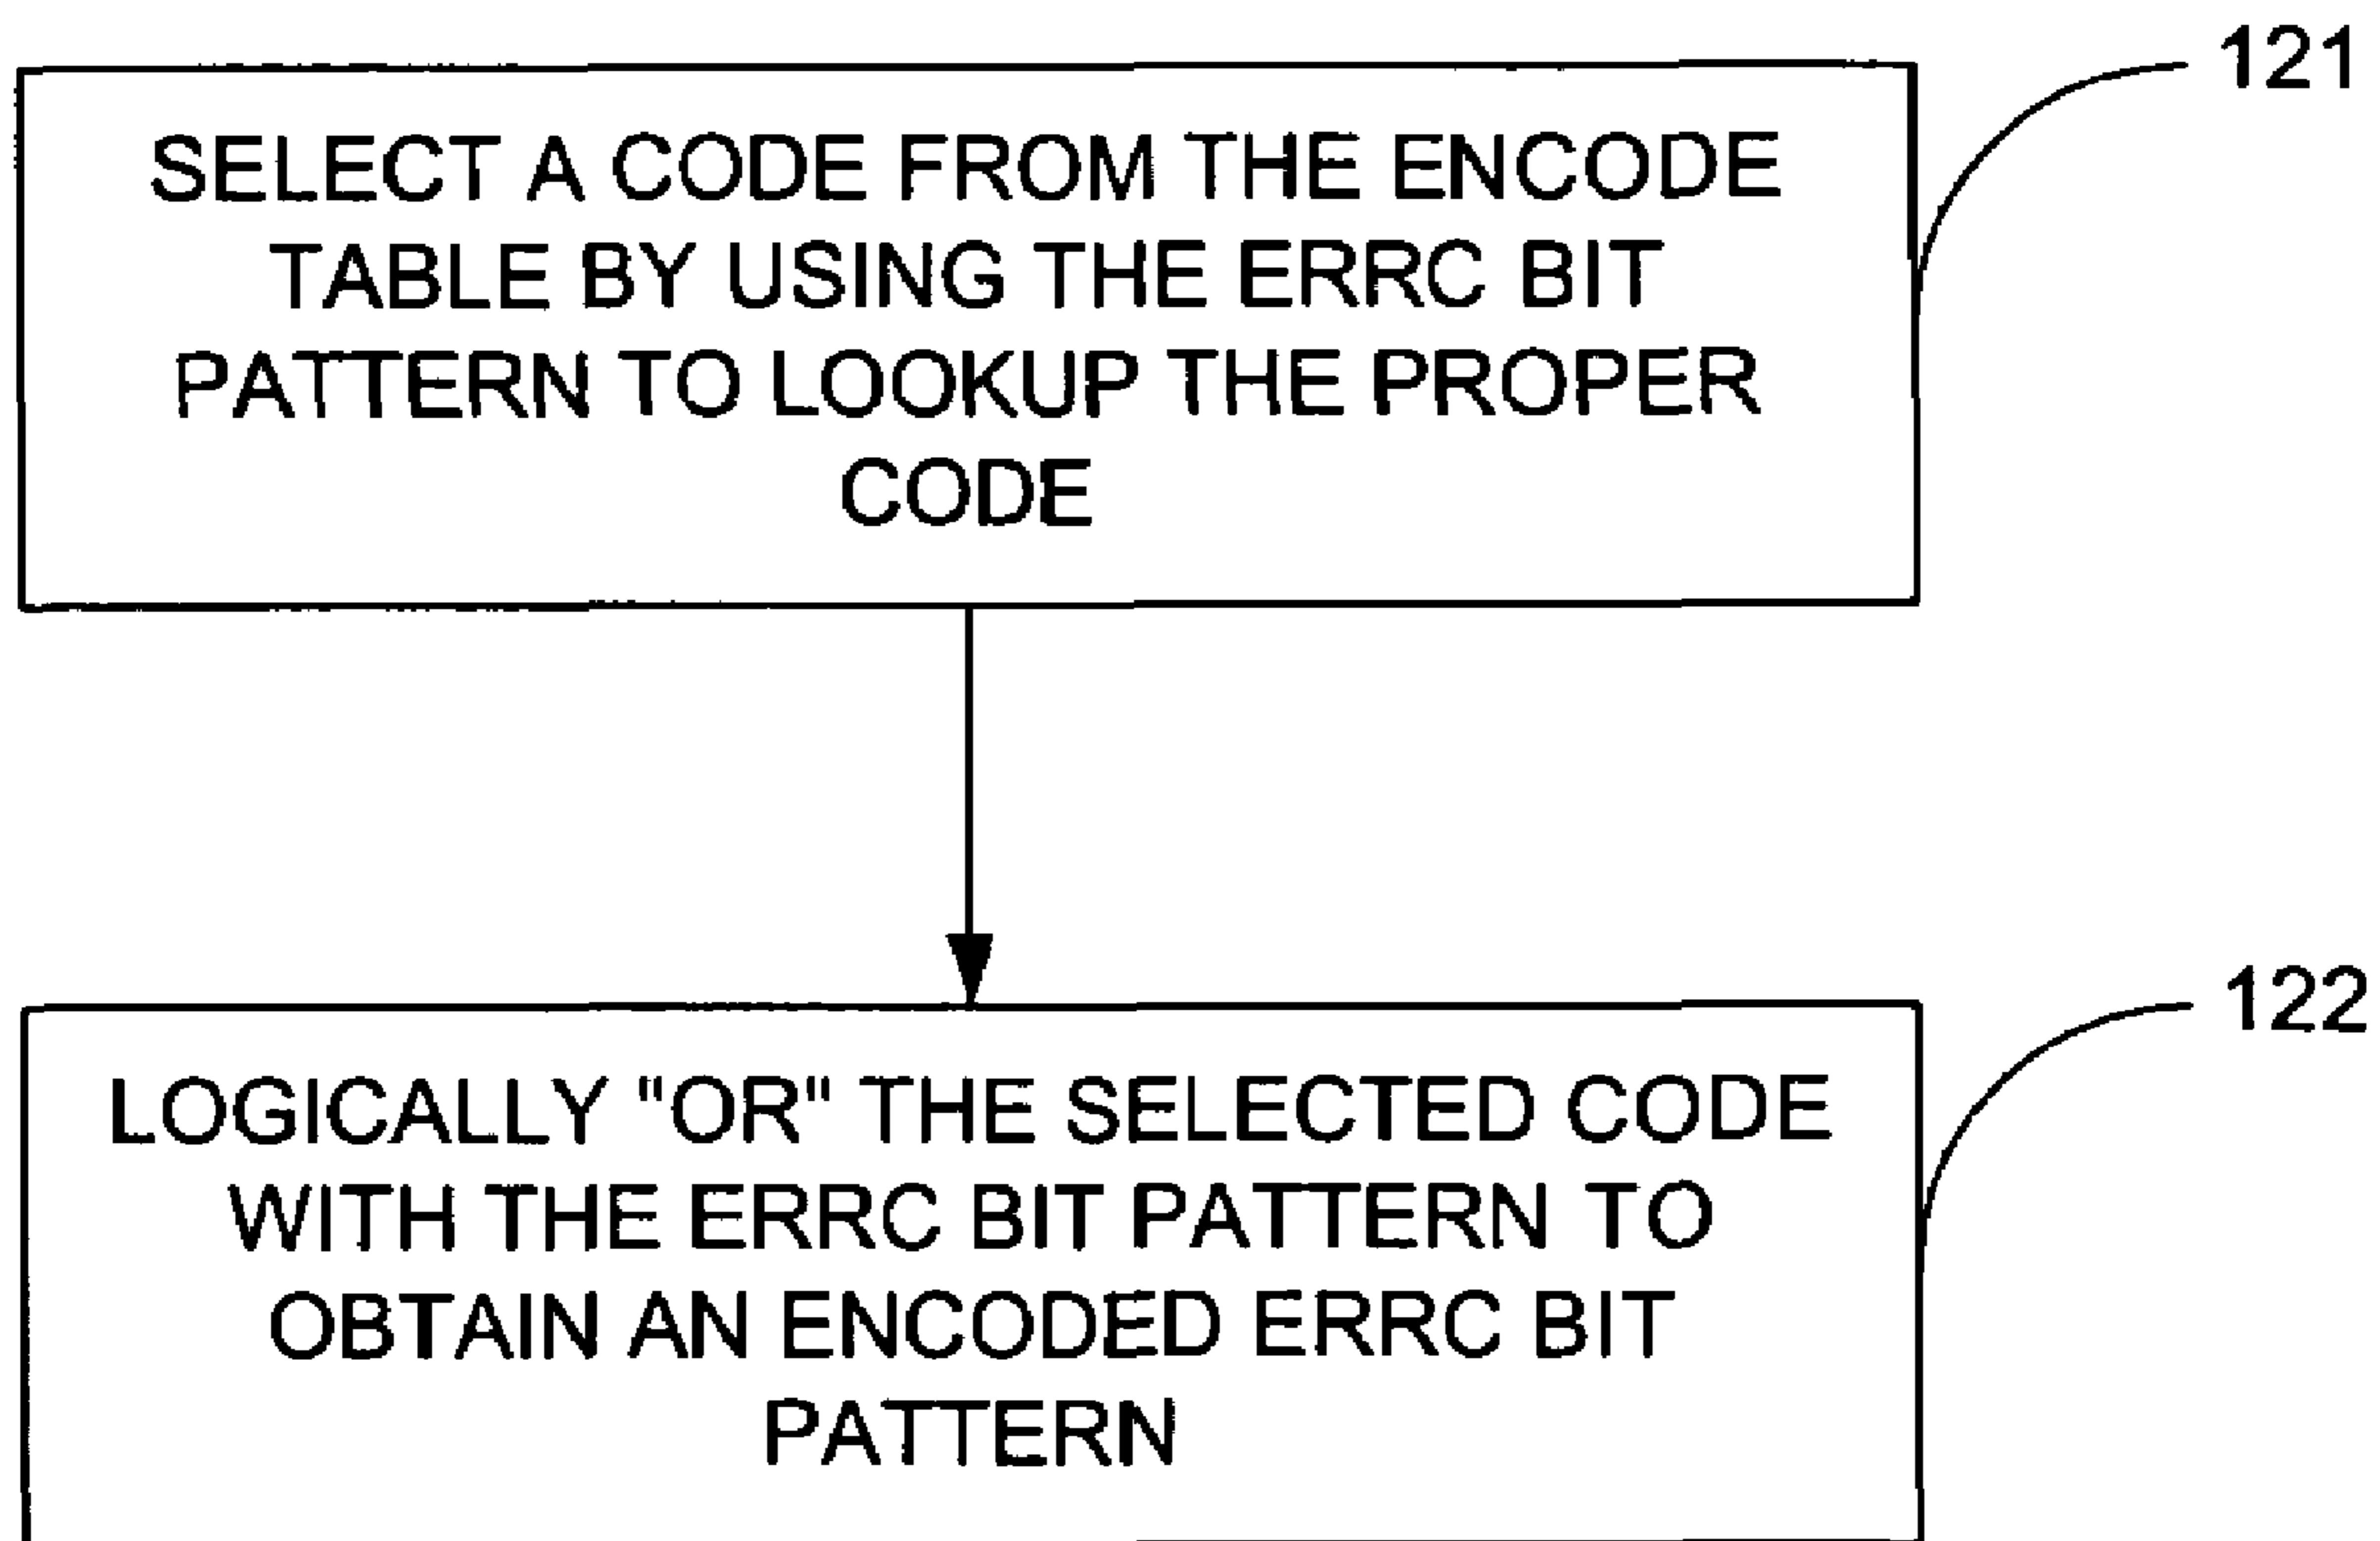 121
SELECT A CODE FROM THE ENCODE
TABLE BY USING THE ERRC BIT
PATTERN TO LOOKUP THE PROPER
CODE
122
LOGICALLY "OR" THE SELECTED CODE
WITH THE ERRC BIT PATTERN TO
OBTAIN AN ENCODED ERRC BIT
PATTERN